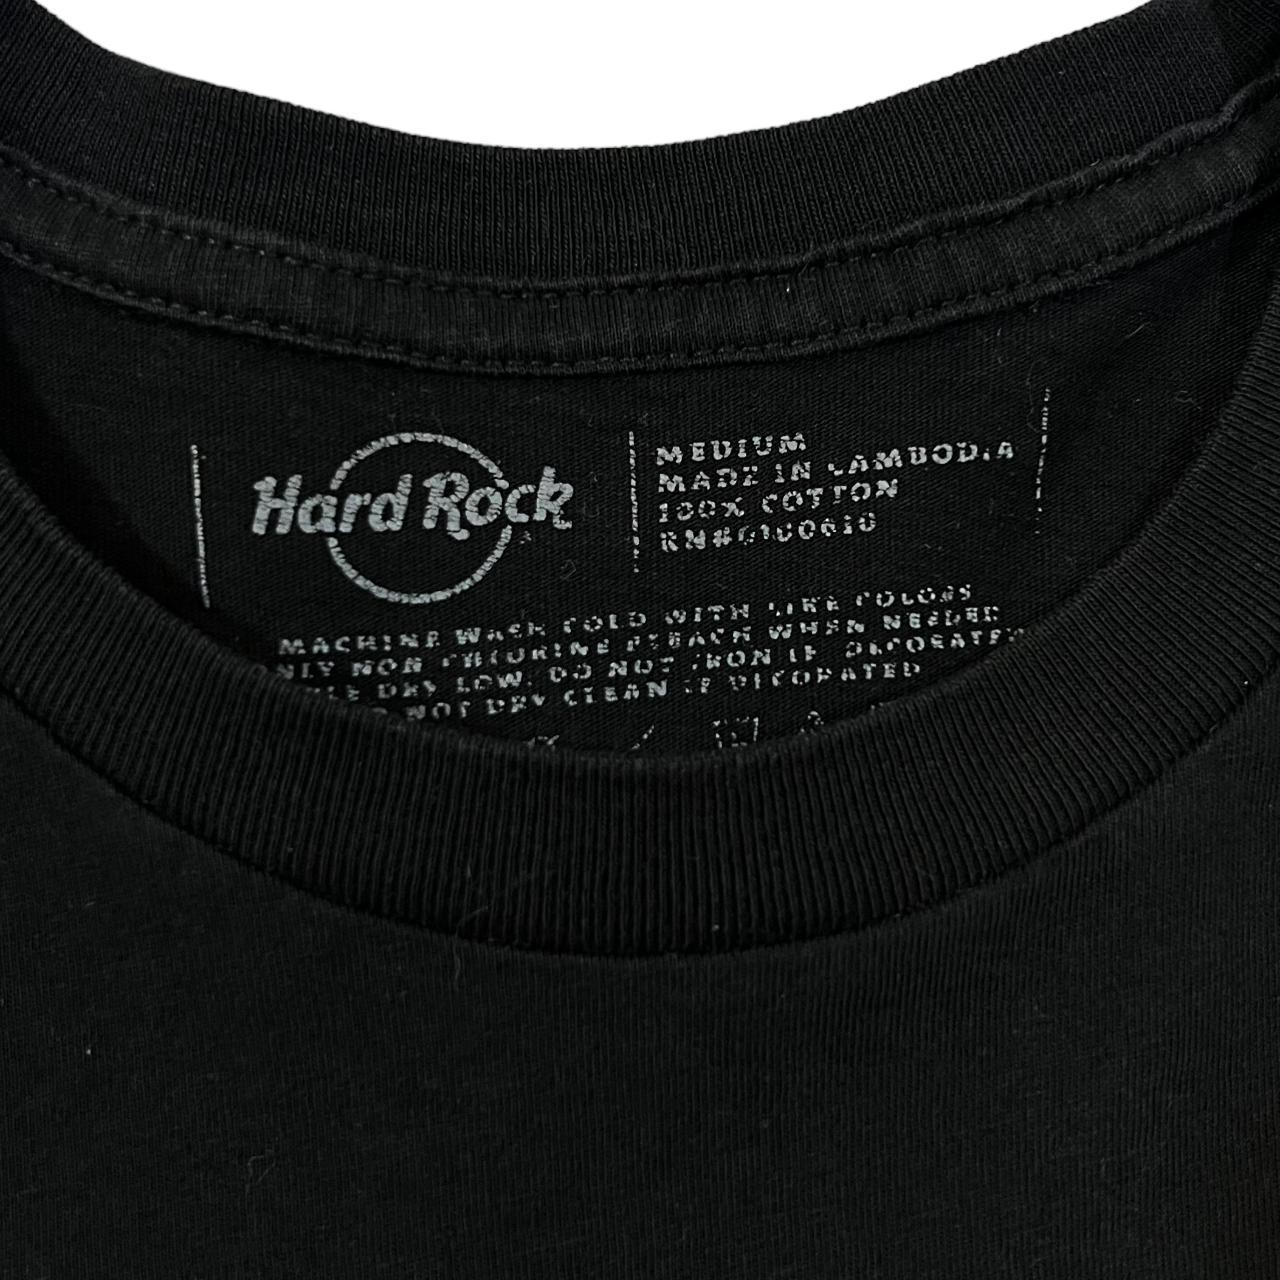 Hard Rock
MEDIUM
MADE IN CAMBODIA
100% COTTON
MACHINE WASH COLD WITH LIKE COLORS
ONLY NON CHLORINE BLEACH WHEN NEEDED
DRY LOW. DO NOT IRON IF DECORATED
NOT DRY CLEAN IF DECORATED